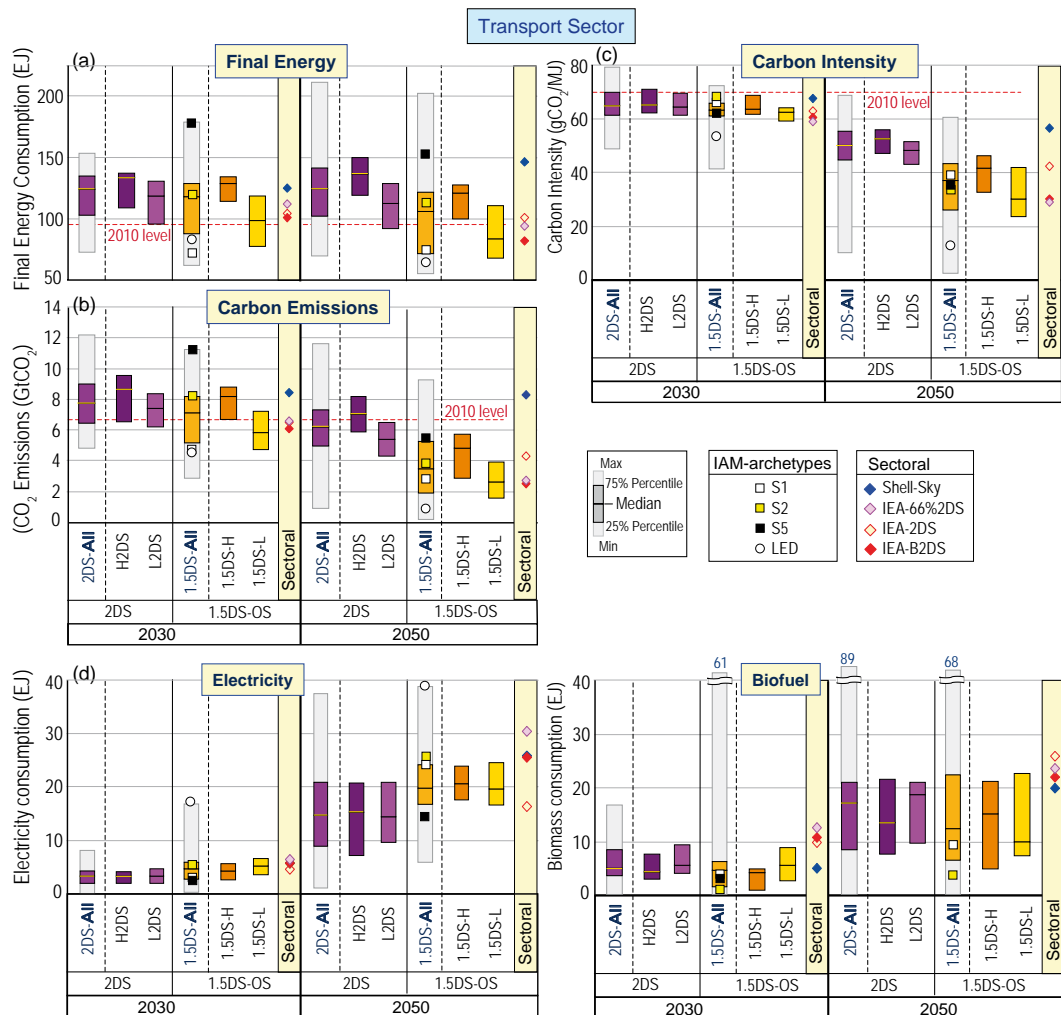 Transport Sector
(a)
Final Energy
Final Energy Consumption (EJ)
200
150
100
50
2010 level
(b)
Carbon Emissions
(CO₂ Emissions (GtCO₂)
14
12
10
8
6
4
2
0
2010 level
2DS-All
H2DS
L2DS
1.5DS-All
1.5DS-H
1.5DS-L
2DS-All
H2DS
L2DS
1.5DS-All
1.5DS-H
1.5DS-L
Sectoral
Sectoral
2DS
1.5DS-OS
2DS
1.5DS-OS
2030
2050
(c)
Carbon Intensity
Carbon Intensity (gCO₂/MJ)
80
60
40
20
0
2010 level
2DS-All
H2DS
L2DS
1.5DS-All
1.5DS-H
1.5DS-L
Sectoral
2DS-All
H2DS
L2DS
1.5DS-All
1.5DS-H
1.5DS-L
Sectoral
2DS
1.5DS-OS
2DS
1.5DS-OS
2030
2050
Max
75% Percentile
Median
25% Percentile
Min
IAM-archetypes
S1
S2
S5
LED
Sectoral
Shell-Sky
IEA-66%2DS
IEA-2DS
IEA-B2DS
(d)
Electricity
Electricity consumption (EJ)
40
30
20
10
0
2DS-All
H2DS
L2DS
1.5DS-All
1.5DS-H
1.5DS-L
Sectoral
2DS-All
H2DS
L2DS
1.5DS-All
1.5DS-H
1.5DS-L
Sectoral
2DS
1.5DS-OS
2DS
1.5DS-OS
2030
2050
61
89
68
Biofuel
Biomass consumption (EJ)
40
30
20
10
0
2DS-All
H2DS
L2DS
1.5DS-All
1.5DS-H
1.5DS-L
Sectoral
2DS-All
H2DS
L2DS
1.5DS-All
1.5DS-H
1.5DS-L
Sectoral
2DS
1.5DS-OS
2DS
1.5DS-OS
2030
2050